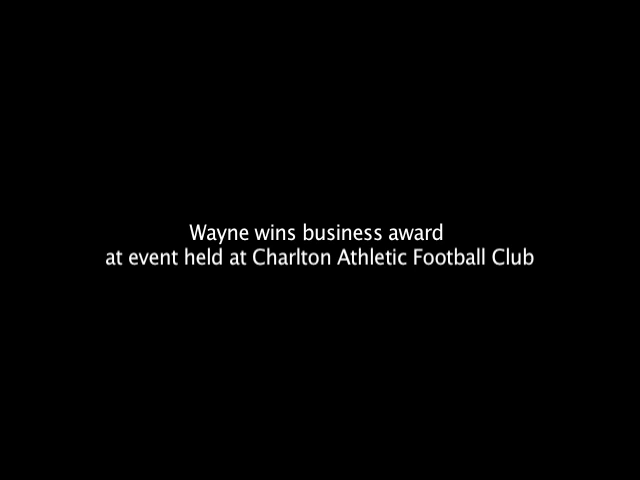 Wayne wins business award
at event held at Charlton Athletic Football Club